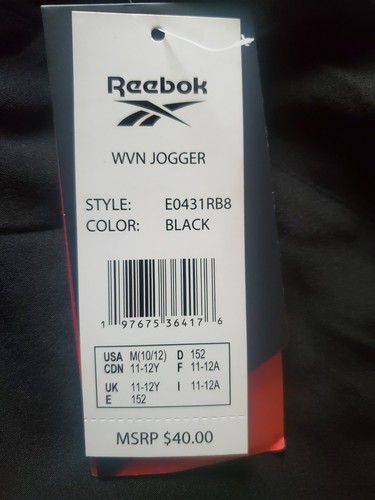 Reebok
WVN JOGGER
STYLE: E0431RB8
COLOR: BLACK
1 97675 36417 6
USA M(10/12) D 152
CDN 11-12Y F 11-12A
UK 11-12Y I 11-12A
E 152
MSRP $40.00